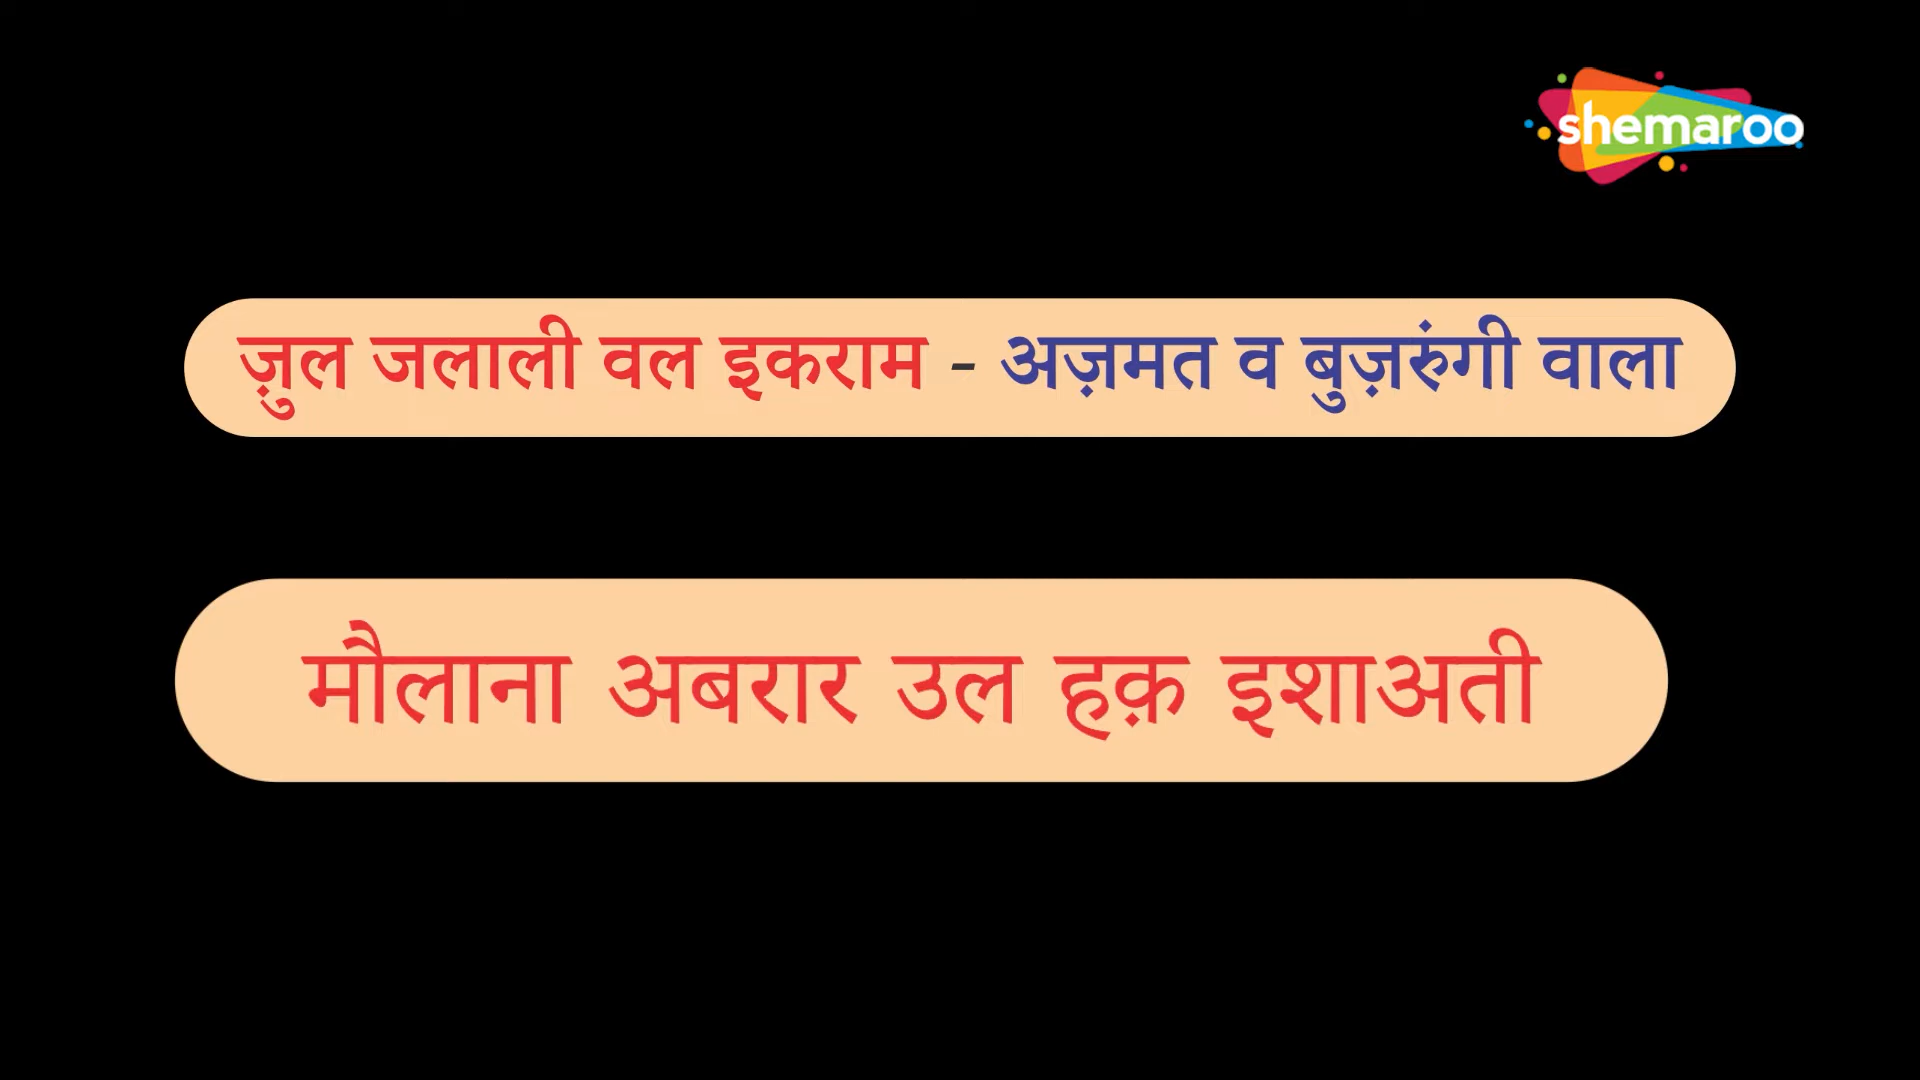 shemaroo
ज़ुल जलाली वल इकराम - अज़मत व बुज़रुंगी वाला
मौलाना अबरार उल हक़ इशाअती